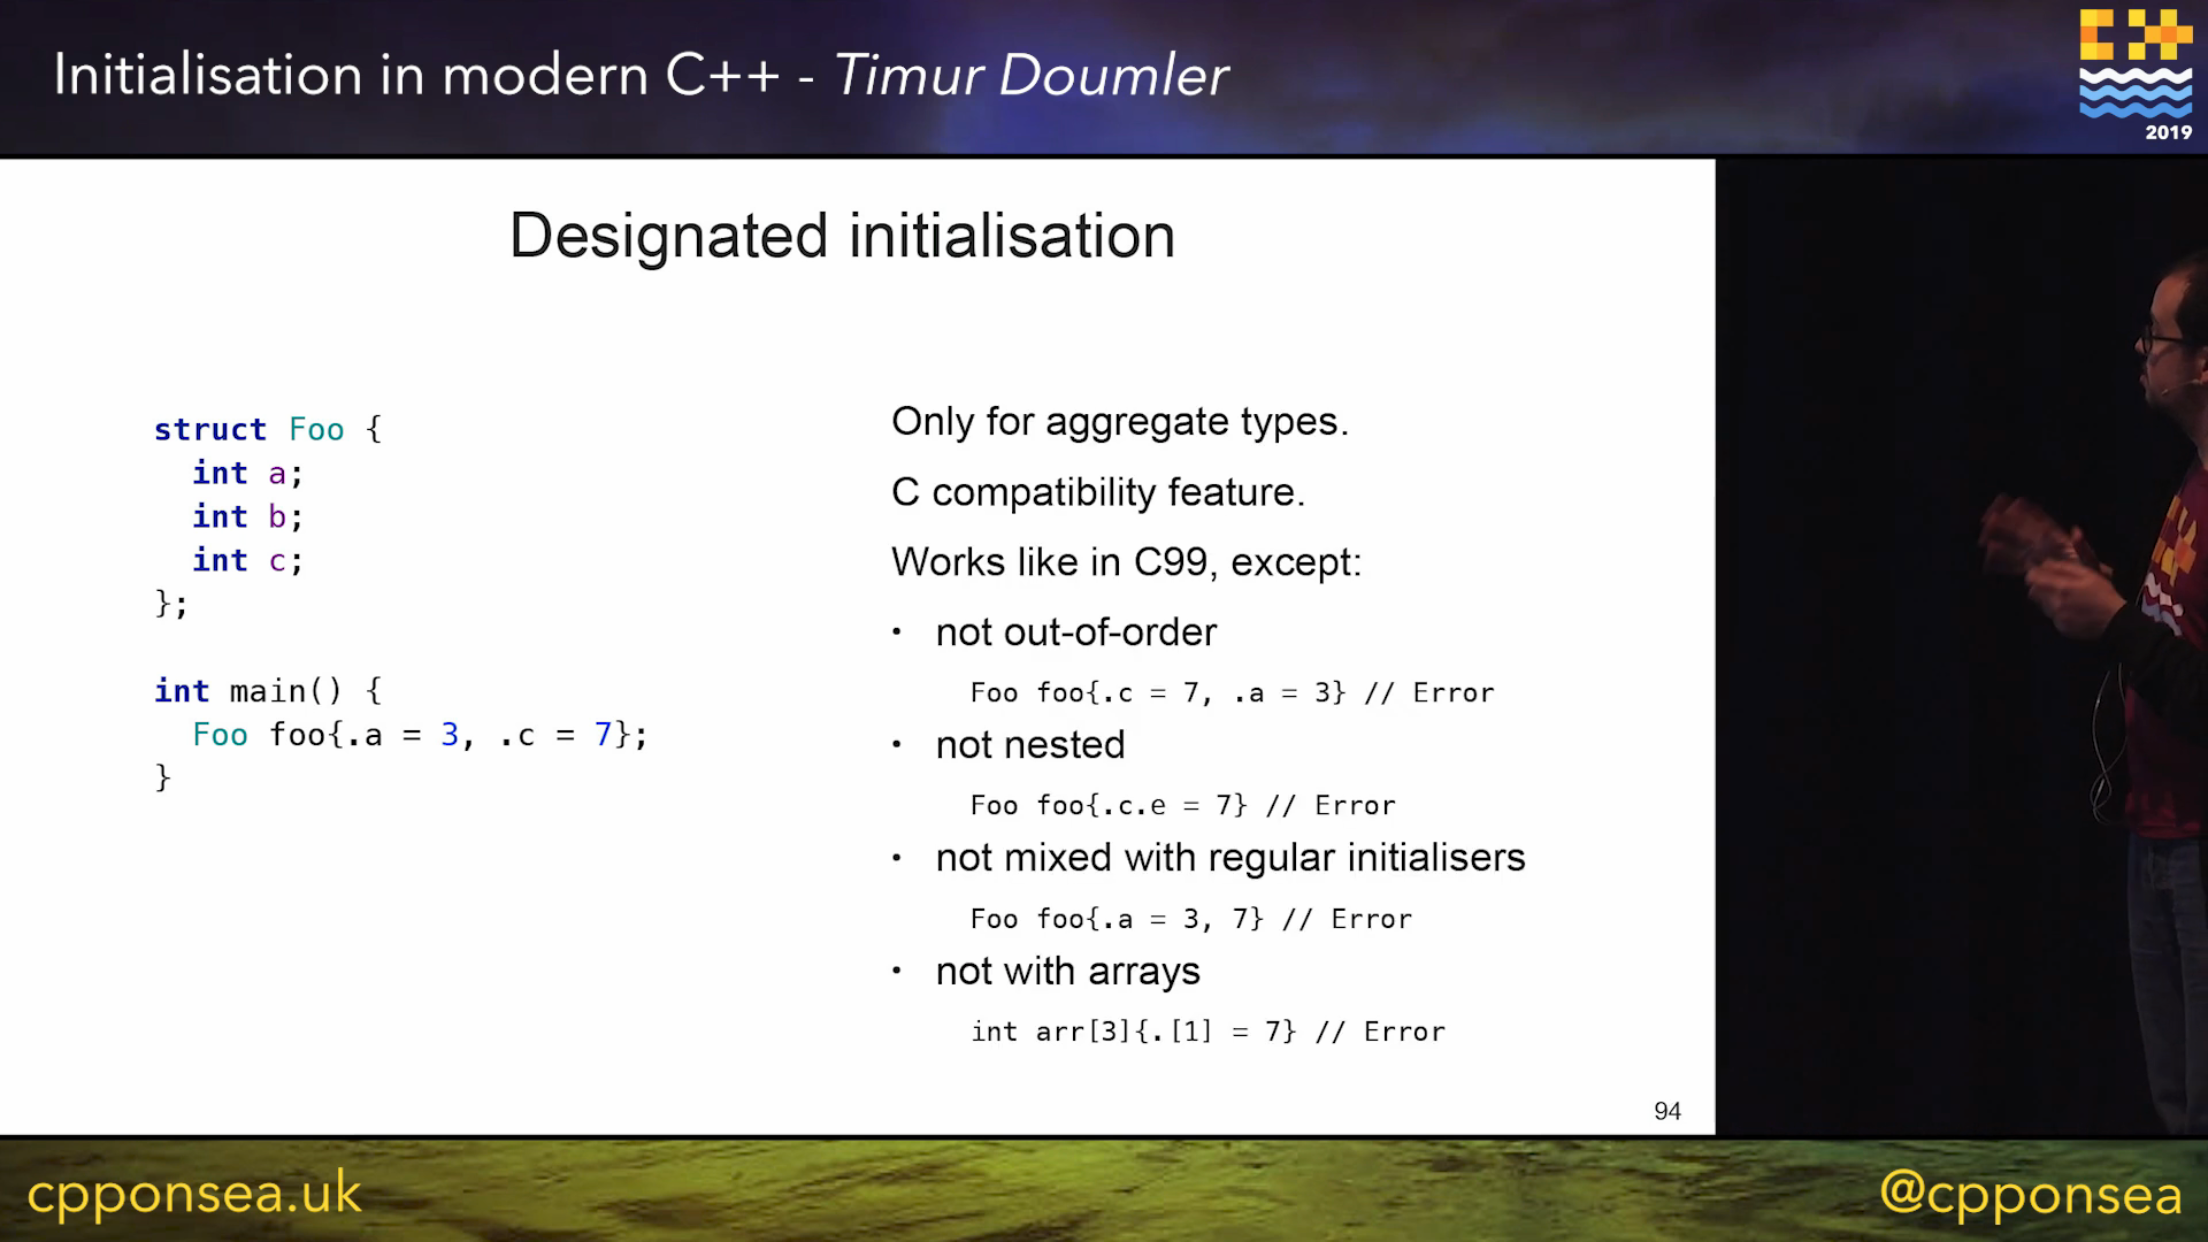 Initialisation in modern C++ - Timur Doumler
2019
Designated initialisation
struct Foo {
int a;
int b;
int c;
};
int main() {
Foo foo{.a = 3, .c = 7};
}
Only for aggregate types.
C compatibility feature.
Works like in C99, except:
• not out-of-order
Foo foo{.c = 7, .a = 3} // Error
• not nested
Foo foo{.c.e = 7} // Error
• not mixed with regular initialisers
Foo foo{.a = 3, 7} // Error
• not with arrays
int arr[3]{.[1] = 7} // Error
94
cpponsea.uk
@cpponsea